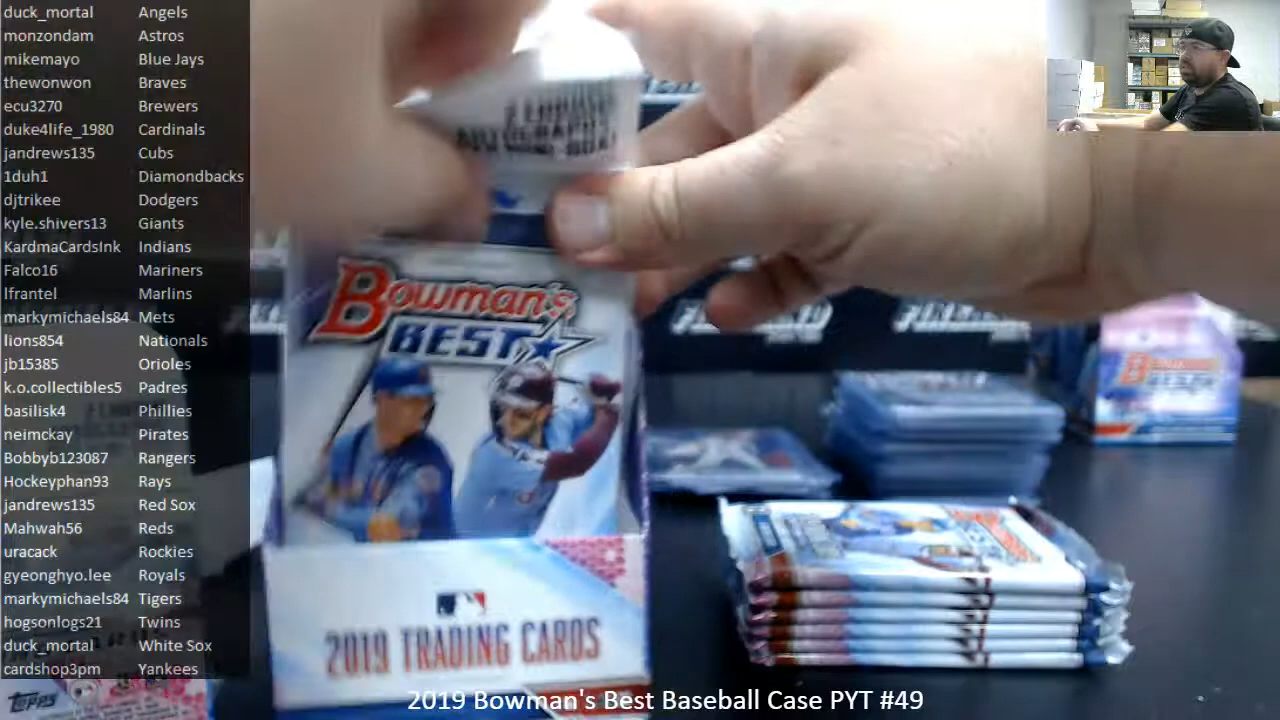 duck_mortal Angels
monzondam Astros
mikemayo Blue Jays
thewonwon Braves
ecu3270 Brewers
duke4life_1980 Cardinals
jandrews135 Cubs
1duh1 Diamondbacks
djtrikee Dodgers
kyle.shivers13 Giants
KardmaCardsInk Indians
Falco16 Mariners
lfrantel Marlins
markymichaels84 Mets
lions854 Nationals
jb15385 Orioles
k.o.collectibles5 Padres
basilisk4 Phillies
neimckay Pirates
Bobbyb123087 Rangers
Hockeyphan93 Rays
jandrews135 Red Sox
Mahwah56 Reds
uracack Rockies
gyeonghyo.lee Royals
markymichaels84 Tigers
hogsonlogs21 Twins
duck_mortal White Sox
cardshop3pm Yankees
BOWMAN'S
BEST
2019 TRADING CARDS
TOPPS
2019 Bowman's Best Baseball Case PYT #49